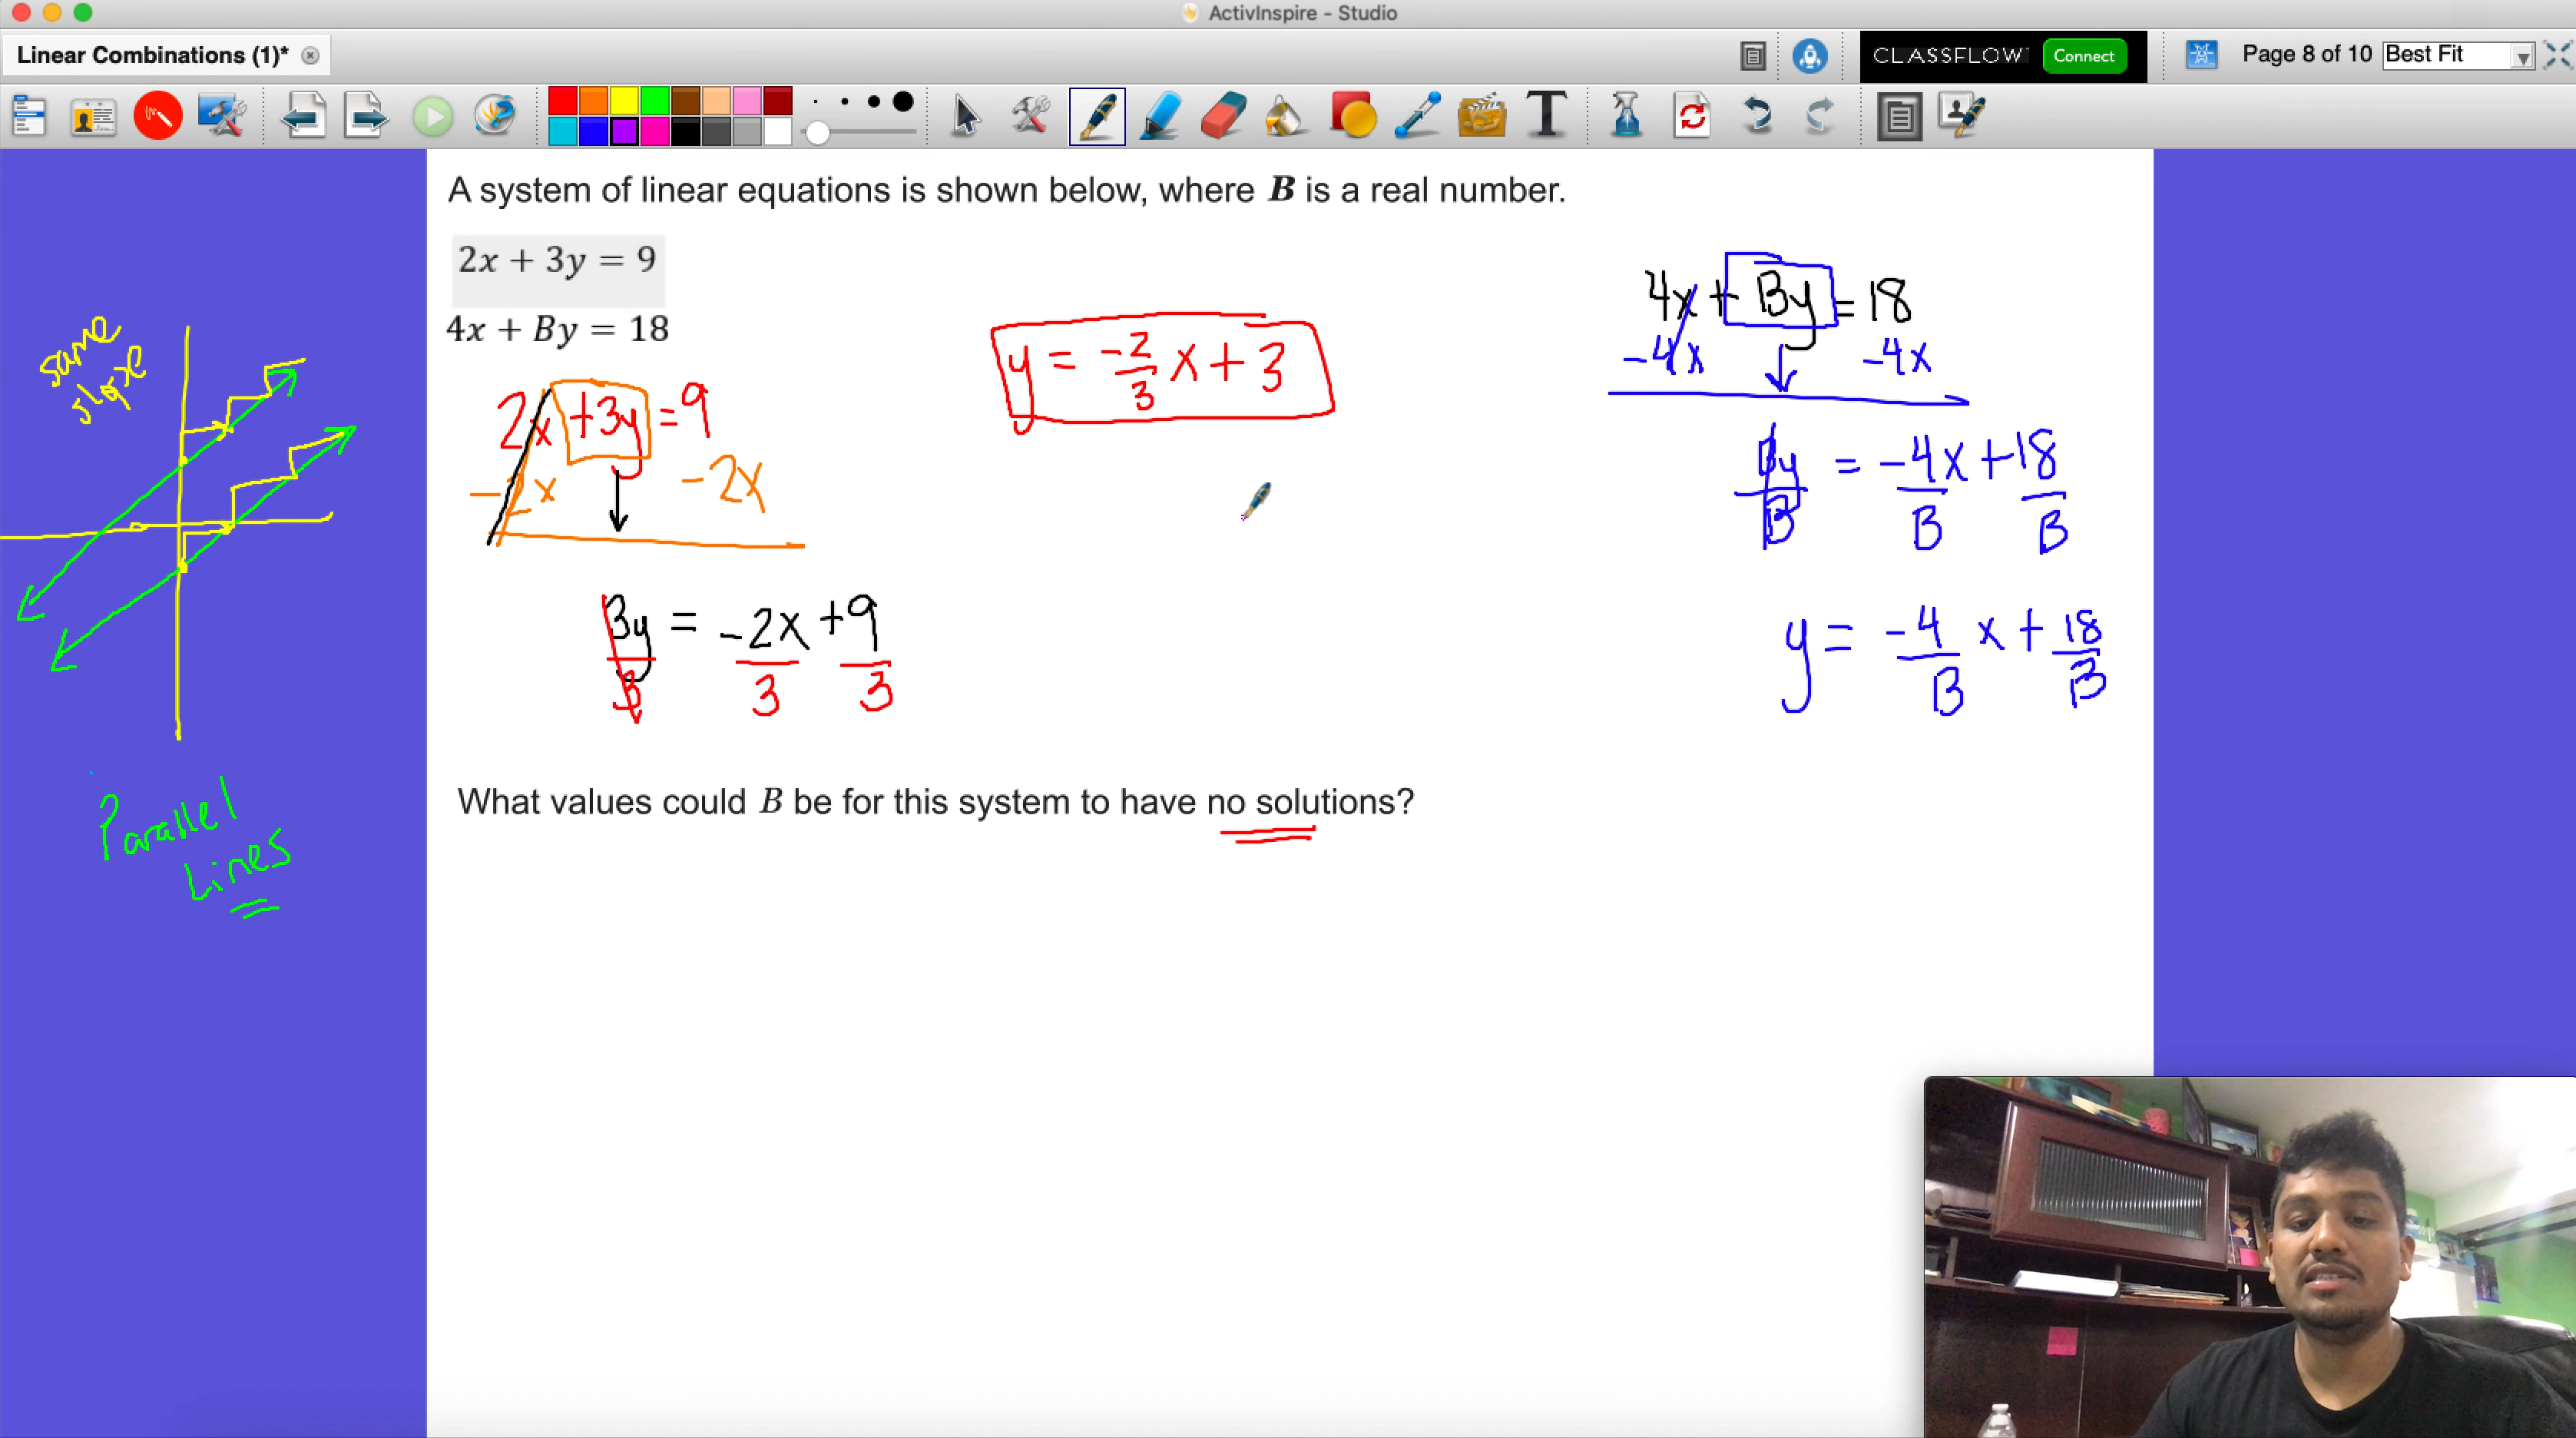 ActivInspire - Studio
Linear Combinations (1)*
CLASSFLOW Connect
Page 8 of 10 Best Fit
A system of linear equations is shown below, where B is a real number.
2x + 3y = 9
4x + By = 18
same
slope
2x +3y = 9
-2x -2x
3y = -2x + 9
3 3 3
y = -2/3 x + 3
4x + By = 18
-4x -4x
By = -4x + 18
B B B
y = -4/B x + 18/B
What values could B be for this system to have no solutions?
Parallel
Lines